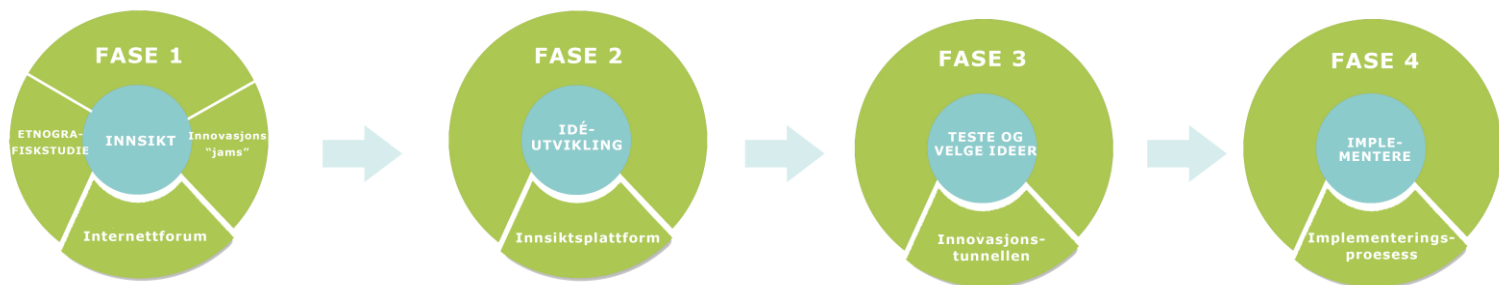 FASE 1
ETNOGRA-
FISKSTUDIE
INNSIKT
Innovasjons
"jams"
Internettforum
FASE 2
IDÉ-
UTVIKLING
Innsiktsplattform
FASE 3
TESTE OG
VELGE IDEER
Innovasjons-
tunnellen
FASE 4
IMPLE-
MENTERE
Implementerings-
proesess